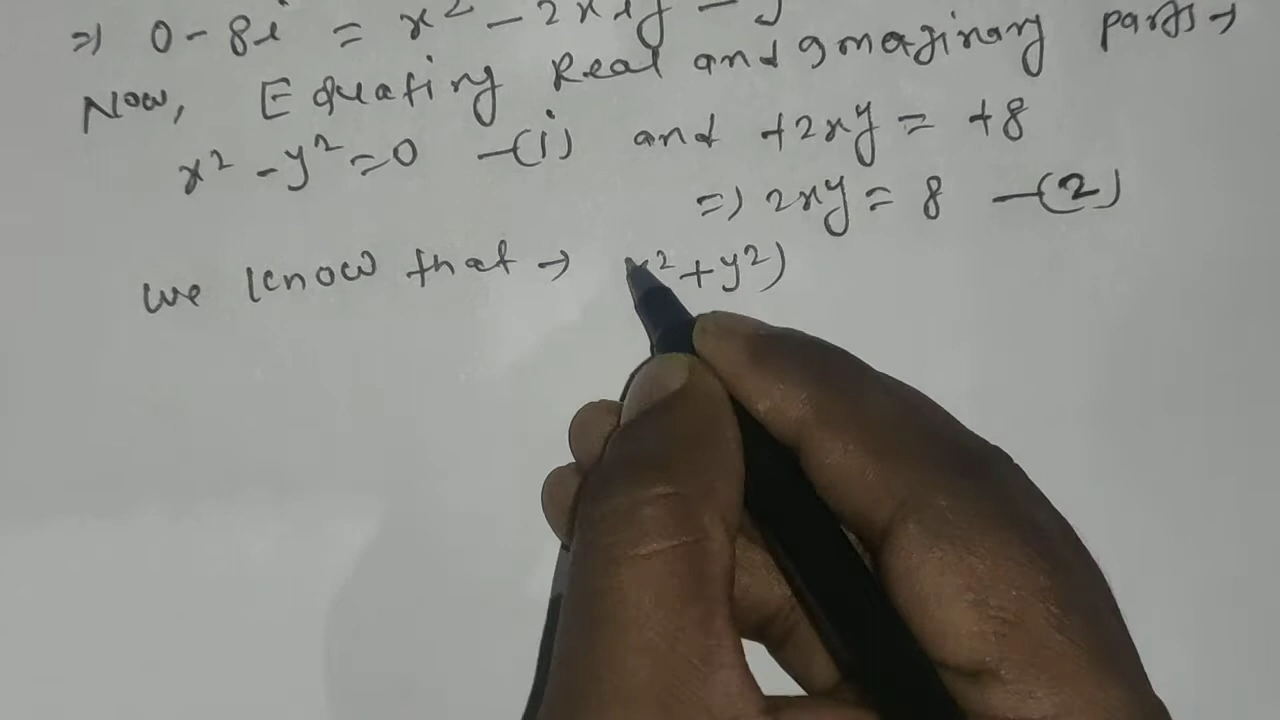 =) 0 - 8i = x² - 2xiy - y
Now, Equating Real and Imaginary parts →
x² - y² = 0 -(i) and +2xy = +8
=) 2xy = 8 -(2)
we know that → x² + y²)